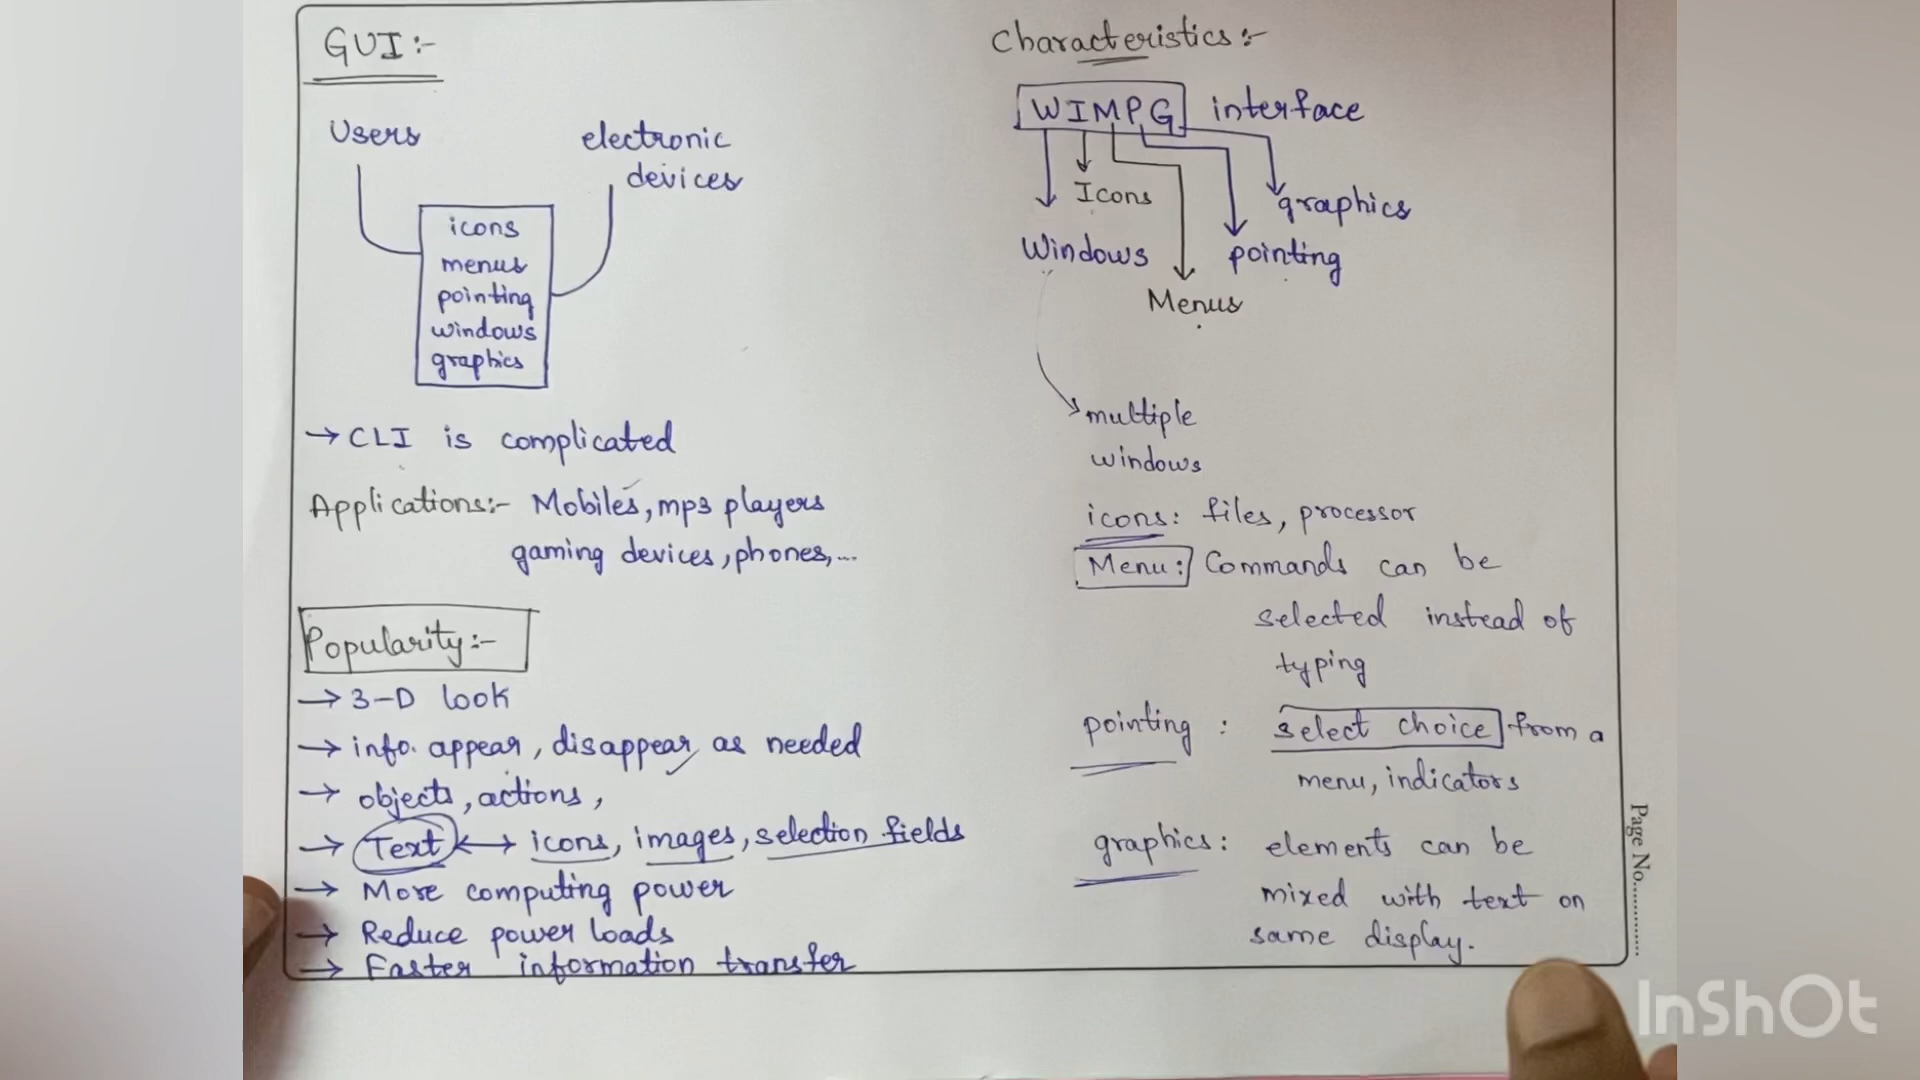 GUI:-
Users
electronic
devices
icons
menus
pointing
windows
graphics
→ CLI is complicated
Applications:- Mobiles, mp3 players
gaming devices, phones,...
Popularity:-
→ 3-D look
→ info. appear, disappear as needed
→ objects, actions,
→ Text ↔ icons, images, selection fields
→ More computing power
→ Reduce power loads
→ Faster information transfer
Characteristics:-
WIMPG interface
Icons
graphics
Windows
pointing
Menus
multiple
windows
icons: files, processor
Menu: Commands can be
selected instead of
typing
pointing : select choice from a
menu, indicators
graphics: elements can be
mixed with text on
same display.
Page No.............
InShOt